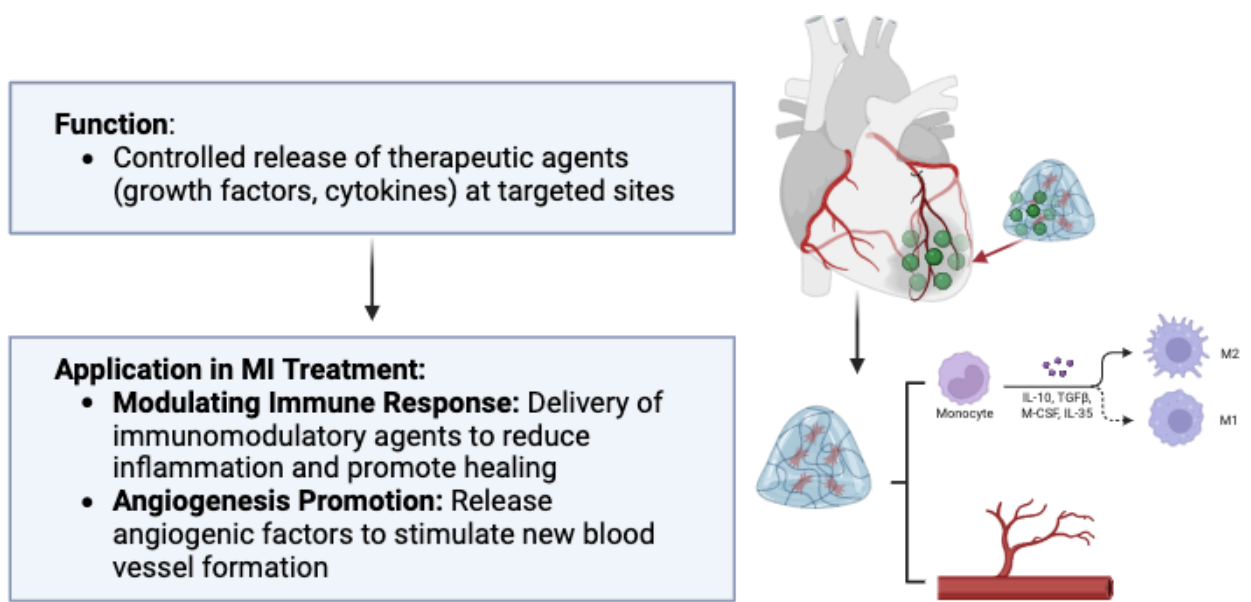 Function:
• Controlled release of therapeutic agents
(growth factors, cytokines) at targeted sites
Application in MI Treatment:
• Modulating Immune Response: Delivery of
immunomodulatory agents to reduce
inflammation and promote healing
• Angiogenesis Promotion: Release
angiogenic factors to stimulate new blood
vessel formation
Monocyte
IL-10, TGFβ,
M-CSF, IL-35
M2
M1